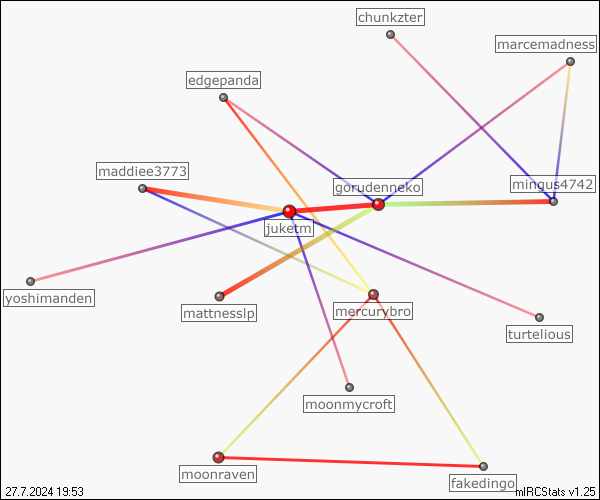 chunkzter
marcemadness
edgepanda
maddiee3773
gorudenneko
mingus4742
juketm
yoshimanden
mattnesslp
mercurybro
turtelious
moonmycroft
moonraven
fakedingo
27.7.2024 19:53
mIRCStats v1.25